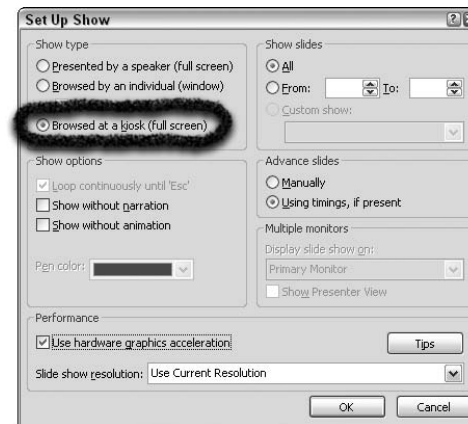 Set Up Show
Show type
Presented by a speaker (full screen)
Browsed by an individual (window)
Browsed at a kiosk (full screen)
Show options
Loop continuously until 'Esc'
Show without narration
Show without animation
Pen color:
Show slides
All
From: To:
Custom show:
Advance slides
Manually
Using timings, if present
Multiple monitors
Display slide show on:
Primary Monitor
Show Presenter View
Performance
Use hardware graphics acceleration
Tips
Slide show resolution: Use Current Resolution
OK Cancel